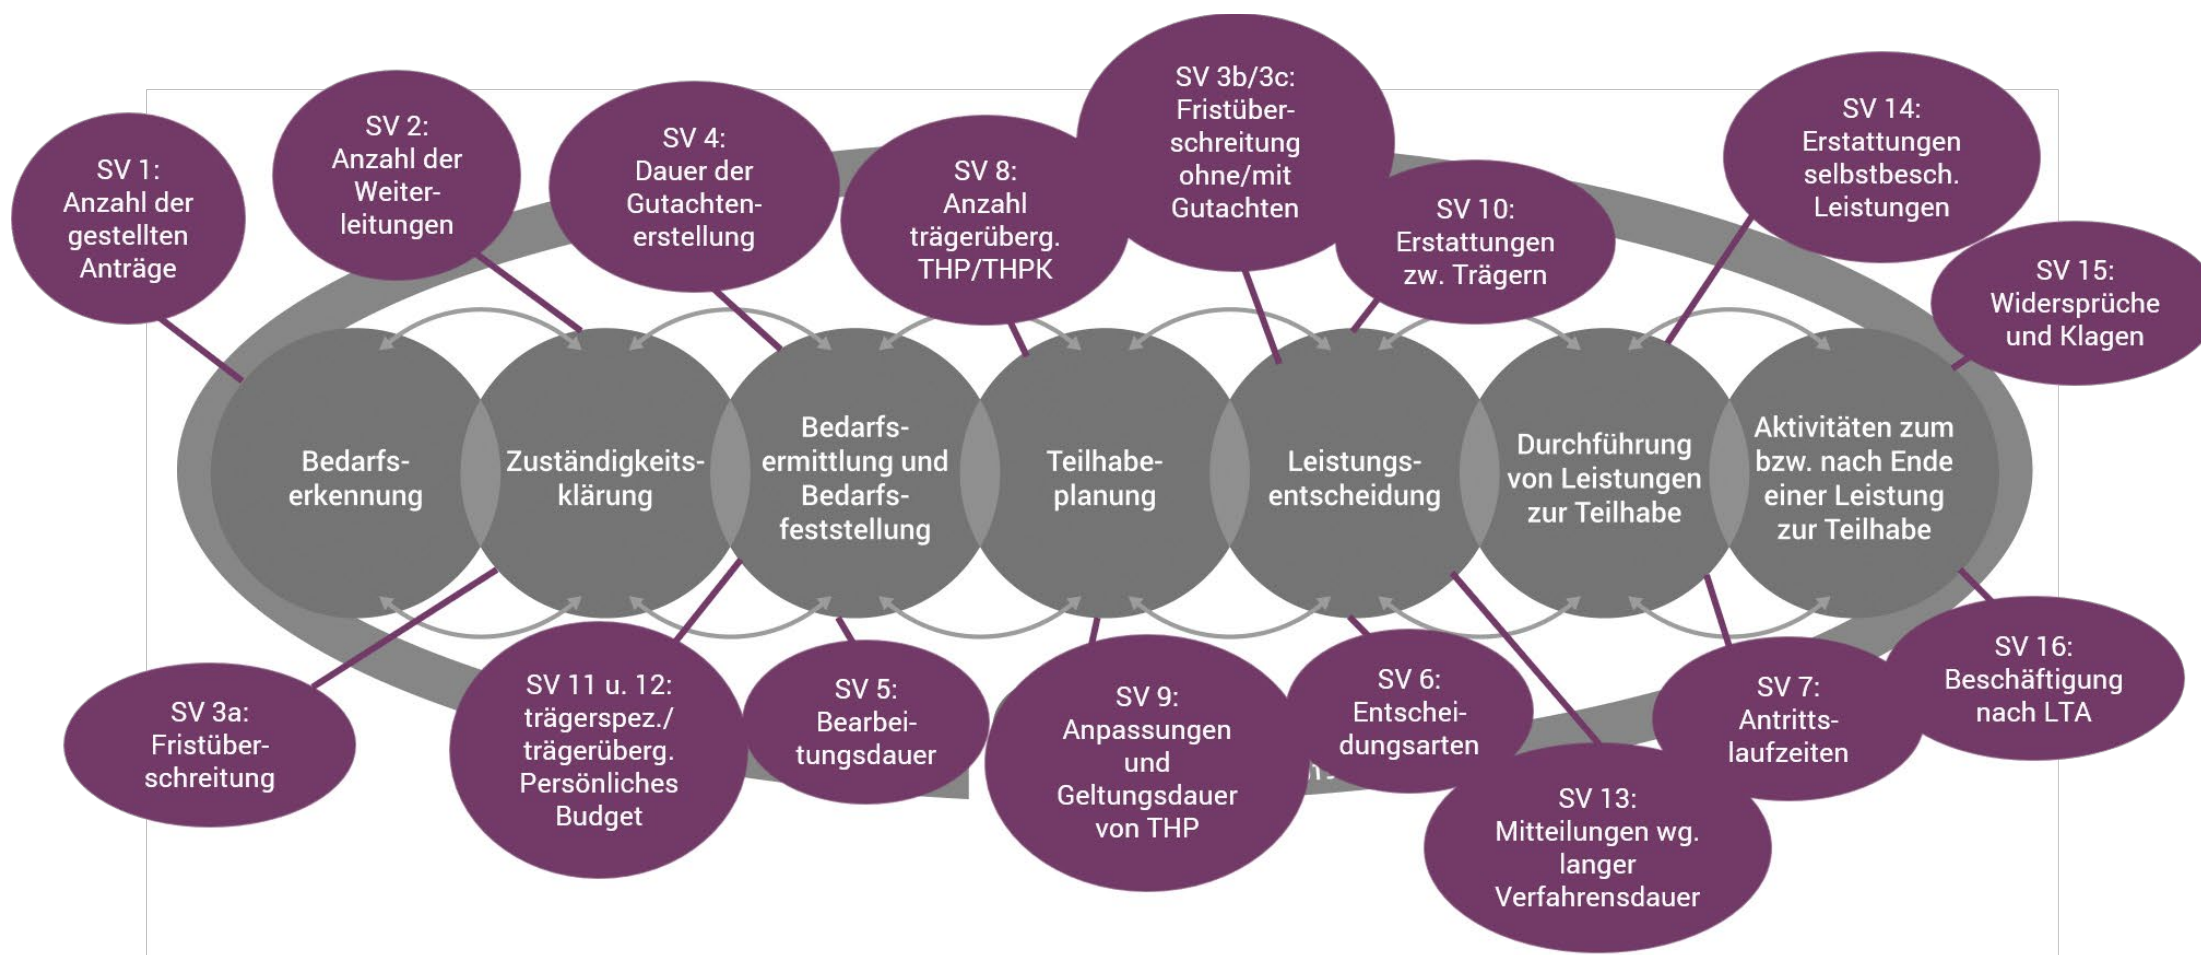 SV 1:
Anzahl der
gestellten
Anträge
SV 2:
Anzahl der
Weiter-
leitungen
SV 4:
Dauer der
Gutachten-
erstellung
SV 8:
Anzahl
trägerüberg.
THP/THPK
SV 3b/3c:
Fristüber-
schreitung
ohne/mit
Gutachten
SV 10:
Erstattungen
zw. Trägern
SV 14:
Erstattungen
selbstbesch.
Leistungen
SV 15:
Widersprüche
und Klagen
Bedarfs-
erkennung
Zuständigkeits-
klärung
Bedarfs-
ermittlung und
Bedarfs-
feststellung
Teilhabe-
planung
Leistungs-
entscheidung
Durchführung
von Leistungen
zur Teilhabe
Aktivitäten zum
bzw. nach Ende
einer Leistung
zur Teilhabe
SV 3a:
Fristüber-
schreitung
SV 11 u. 12:
trägerspez./
trägerüberg.
Persönliches
Budget
SV 5:
Bearbei-
tungsdauer
SV 9:
Anpassungen
und
Geltungsdauer
von THP
SV 6:
Entschei-
dungsarten
SV 13:
Mitteilungen wg.
langer
Verfahrensdauer
SV 7:
Antritts-
laufzeiten
SV 16:
Beschäftigung
nach LTA